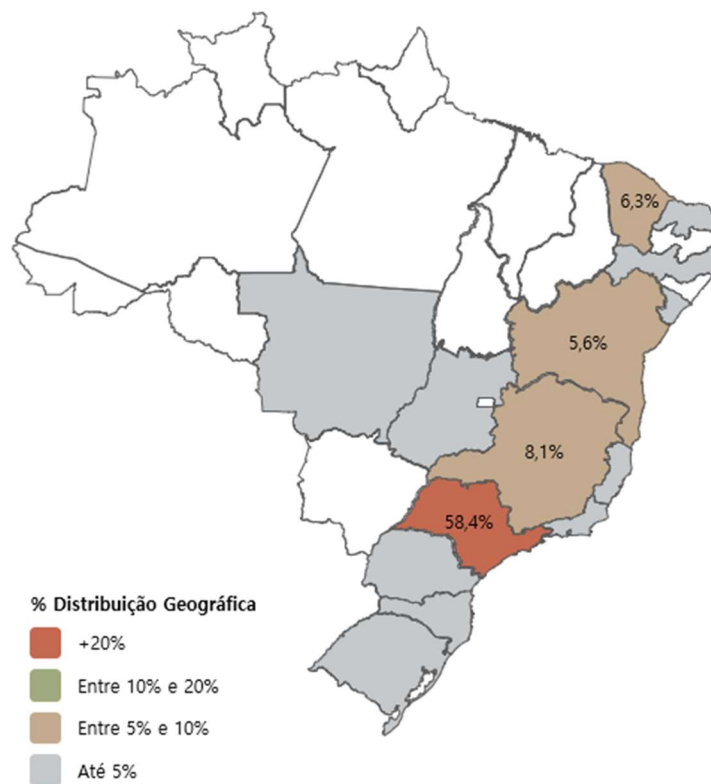 6,3%
5,6%
8,1%
58,4%
% Distribuição Geográfica
+20%
Entre 10% e 20%
Entre 5% e 10%
Até 5%